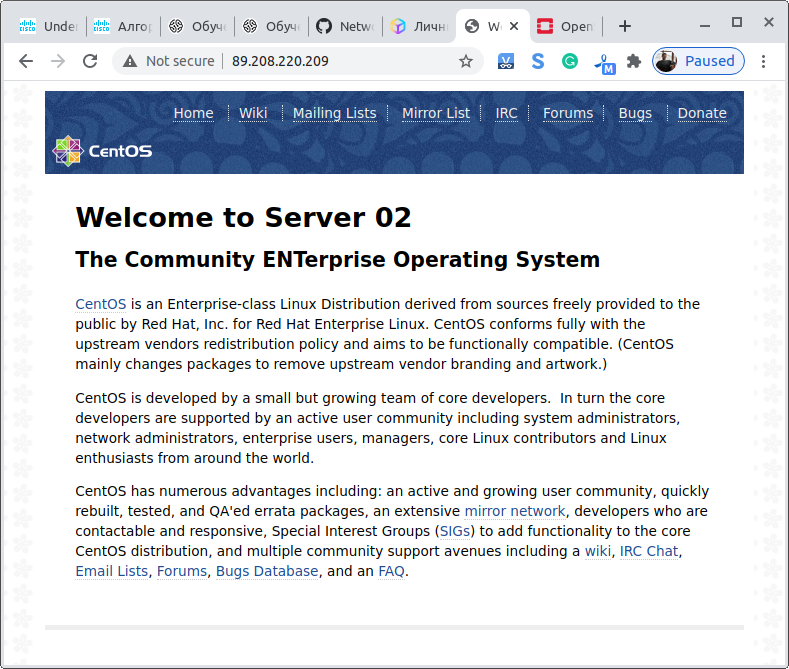 Under
Алгор
Обуче
Обуче
Netwo
Личн
We
Open
Not secure | 89.208.220.209
Paused
Home Wiki Mailing Lists Mirror List IRC Forums Bugs Donate
CentOS
Welcome to Server 02
The Community ENTerprise Operating System
CentOS is an Enterprise-class Linux Distribution derived from sources freely provided to the
public by Red Hat, Inc. for Red Hat Enterprise Linux. CentOS conforms fully with the
upstream vendors redistribution policy and aims to be functionally compatible. (CentOS
mainly changes packages to remove upstream vendor branding and artwork.)
CentOS is developed by a small but growing team of core developers.  In turn the core
developers are supported by an active user community including system administrators,
network administrators, enterprise users, managers, core Linux contributors and Linux
enthusiasts from around the world.
CentOS has numerous advantages including: an active and growing user community, quickly
rebuilt, tested, and QA'ed errata packages, an extensive mirror network, developers who are
contactable and responsive, Special Interest Groups (SIGs) to add functionality to the core
CentOS distribution, and multiple community support avenues including a wiki, IRC Chat,
Email Lists, Forums, Bugs Database, and an FAQ.